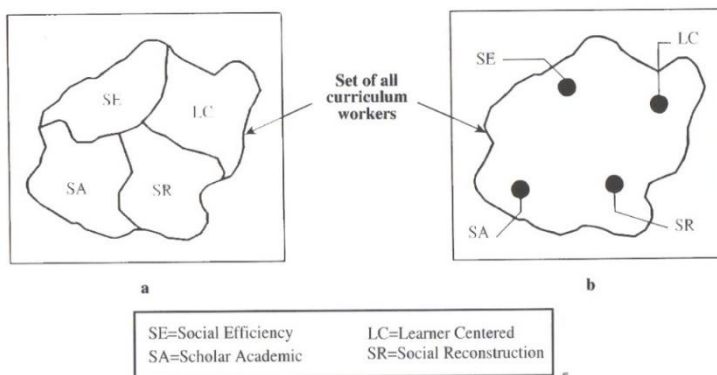 SE
LC
SA
SR
a
Set of all
curriculum
workers
SE
LC
SA
SR
b
SE=Social Efficiency
LC=Learner Centered
SA=Scholar Academic
SR=Social Reconstruction